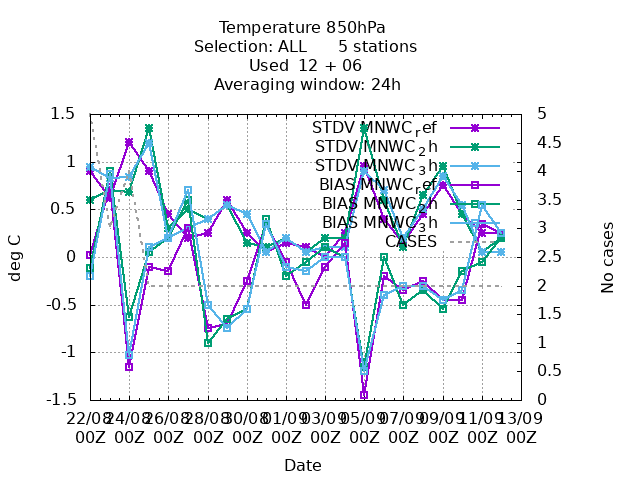 Temperature 850hPa
Selection: ALL      5 stations
Used  12 + 06
Averaging window: 24h
deg C
1.5
1
0.5
0
-0.5
-1
-1.5
STDV MNWC_ref
STDV MNWC_2h
STDV MNWC_3h
BIAS MNWC_ref
BIAS MNWC_2h
BIAS MNWC_3h
CASES
5
4.5
4
3.5
3
2.5
2
1.5
1
0.5
0
No cases
22/08 24/08 26/08 28/08 30/08 01/09 03/09 05/09 07/09 09/09 11/09 13/09
00Z 00Z 00Z 00Z 00Z 00Z 00Z 00Z 00Z 00Z 00Z 00Z
Date